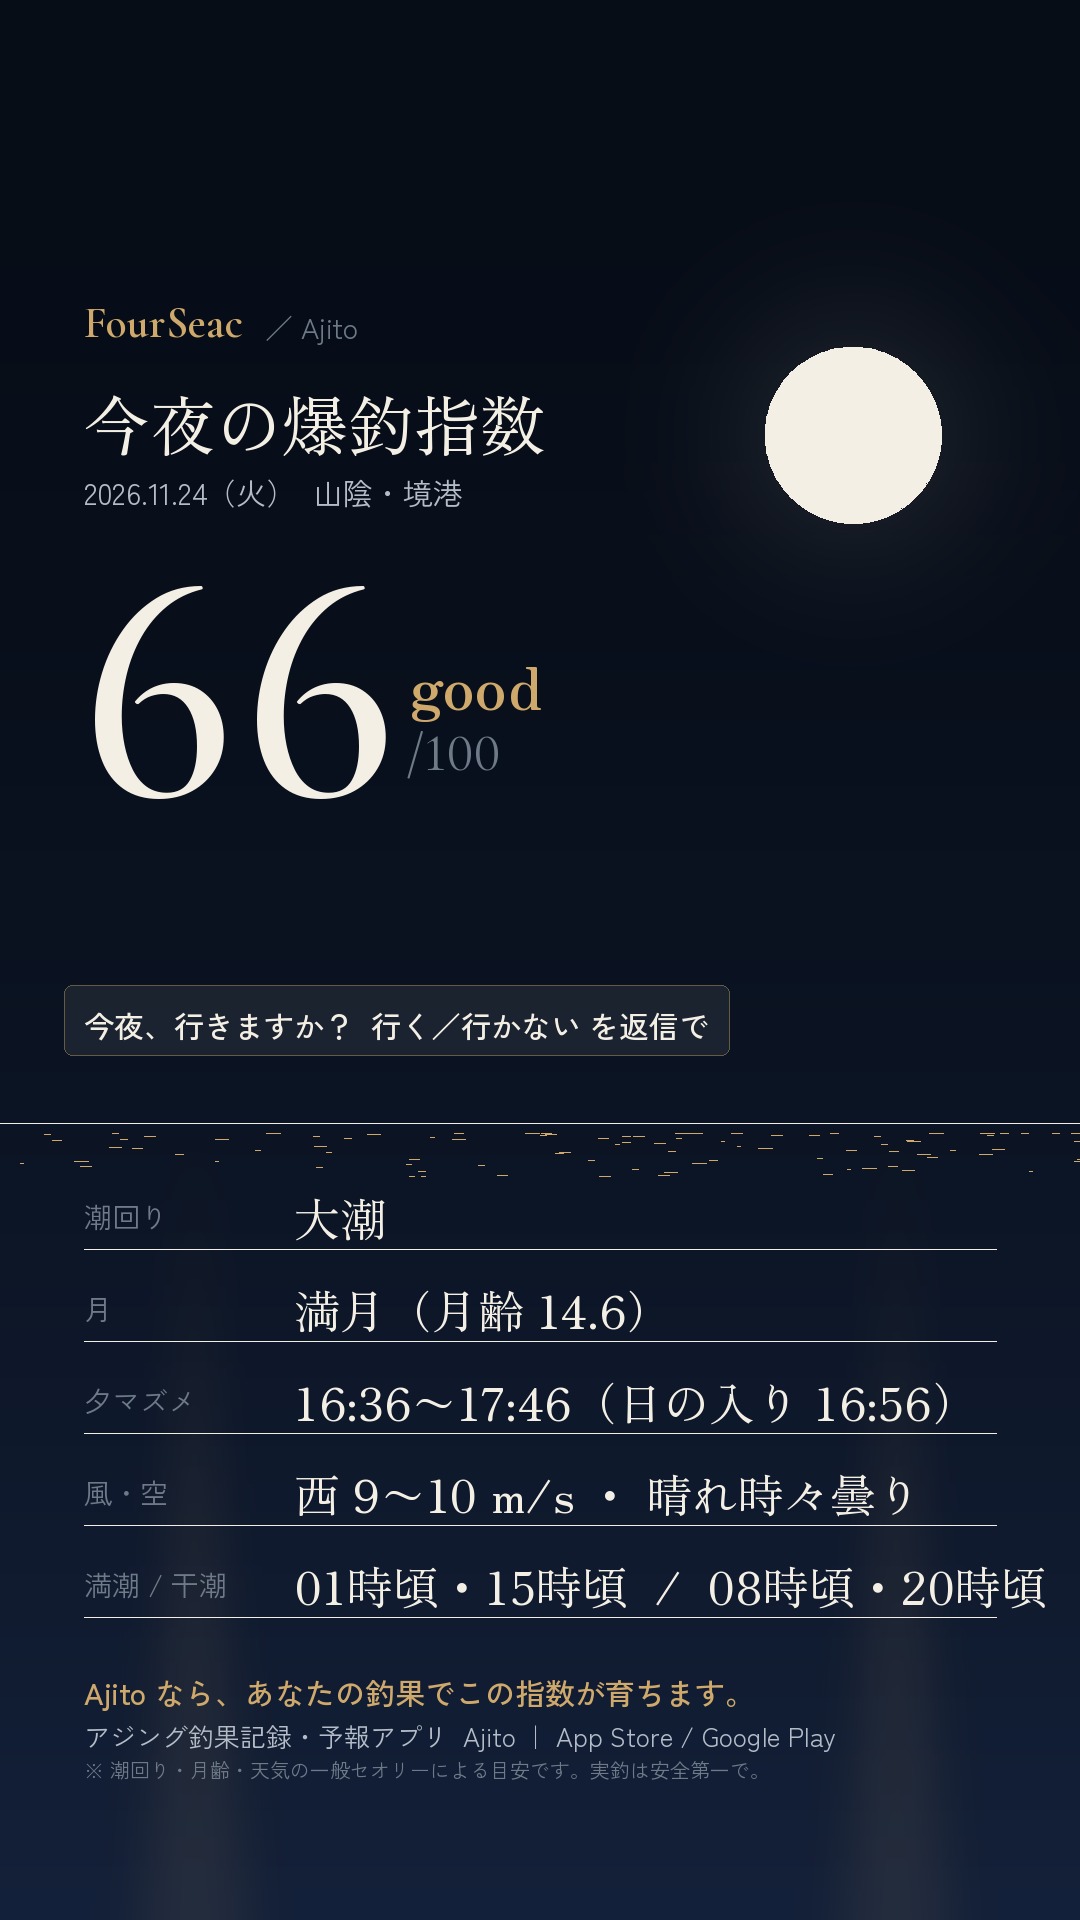 FourSeac ／ Ajito
今夜の爆釣指数
2026.11.24（火） 山陰・境港
66 good /100
今夜、行きますか？ 行く／行かない を返信で
潮回り 大潮
月 満月（月齢 14.6）
夕マズメ 16:36〜17:46（日の入り 16:56）
風・空 西 9〜10 m/s ・ 晴れ時々曇り
満潮 / 干潮 01時頃・15時頃 / 08時頃・20時頃
Ajito なら、あなたの釣果でこの指数が育ちます。
アジング釣果記録・予報アプリ Ajito ｜ App Store / Google Play
※ 潮回り・月齢・天気の一般セオリーによる目安です。実釣は安全第一で。